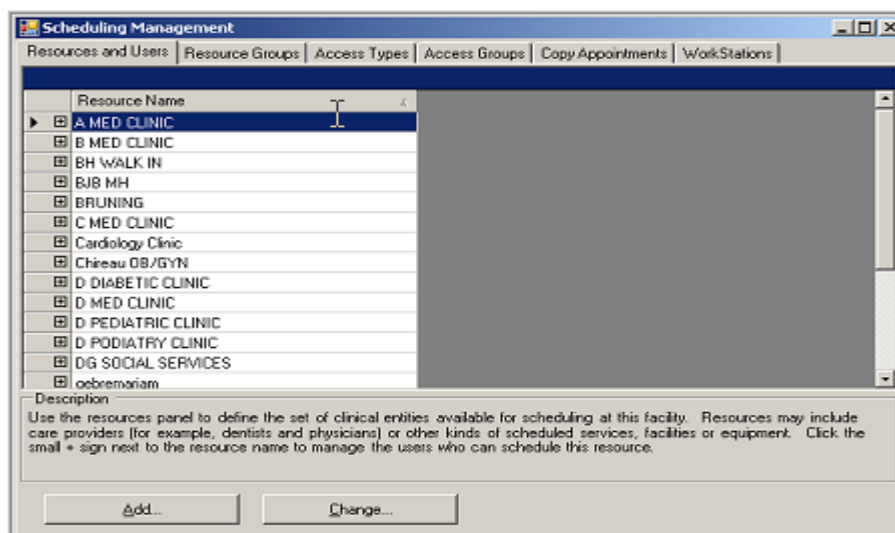 Scheduling Management
Resources and Users Resource Groups Access Types Access Groups Copy Appointments WorkStations
Resource Name
A MED CLINIC
B MED CLINIC
BH WALK IN
BJB MH
BRUNING
C MED CLINIC
Cardiology Clinic
Chireau OB/GYN
D DIABETIC CLINIC
D MED CLINIC
D PEDIATRIC CLINIC
D PODIATRY CLINIC
DG SOCIAL SERVICES
gebremariam
Description
Use the resources panel to define the set of clinical entities available for scheduling at this facility. Resources may include
care providers (for example, dentists and physicians) or other kinds of scheduled services, facilities or equipment. Click the
small + sign next to the resource name to manage the users who can schedule this resource.
Add... Change...